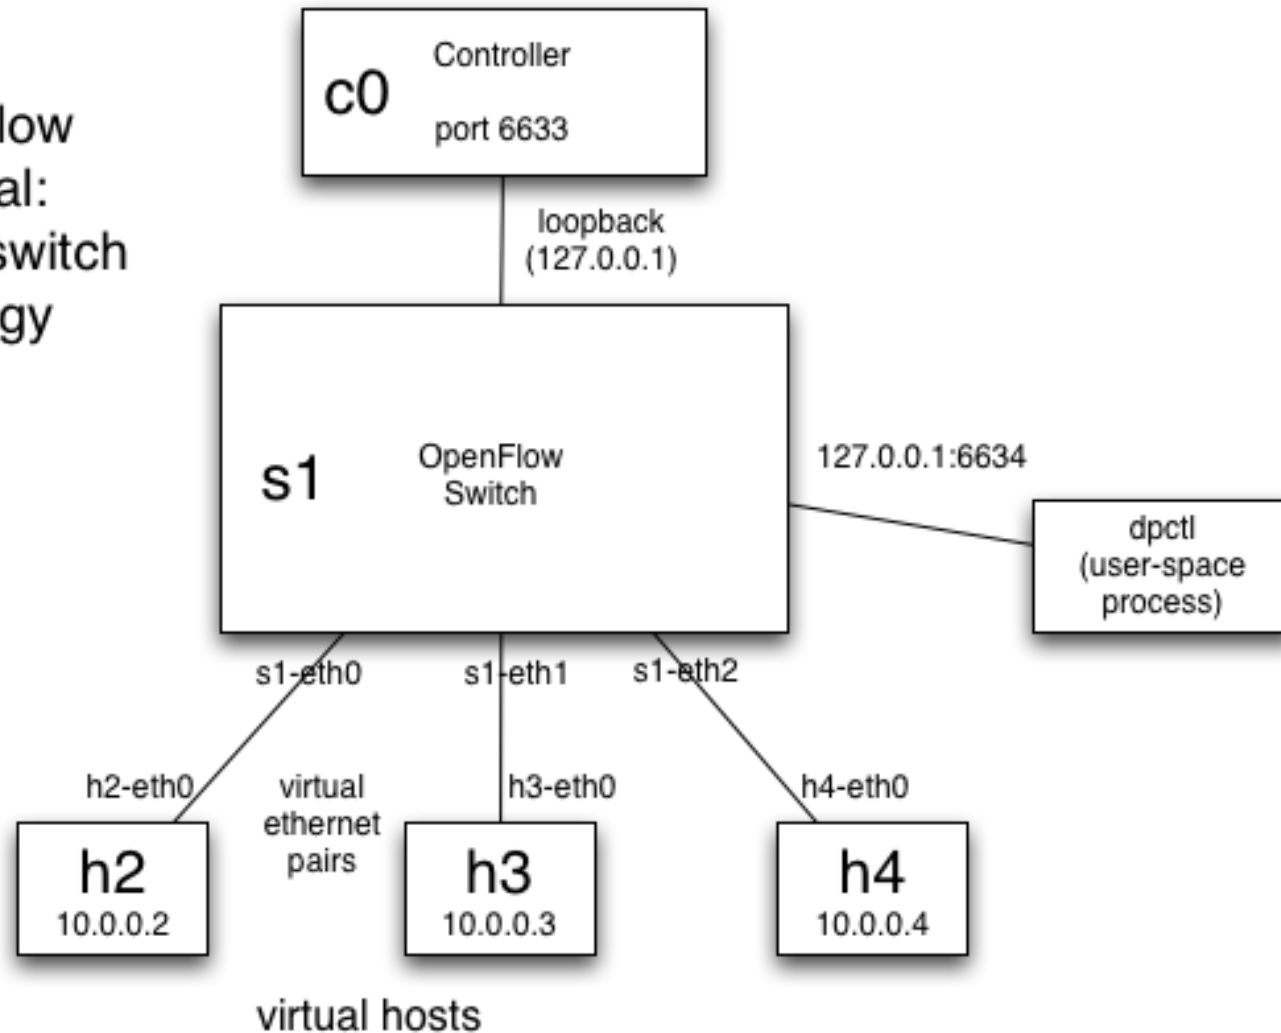 low
al:
switch
gy
c0
Controller
port 6633
loopback
(127.0.0.1)
s1
OpenFlow
Switch
127.0.0.1:6634
dpctl
(user-space
process)
s1-eth0
s1-eth1
s1-eth2
h2-eth0
virtual
ethernet
pairs
h3-eth0
h4-eth0
h2
10.0.0.2
h3
10.0.0.3
h4
10.0.0.4
virtual hosts